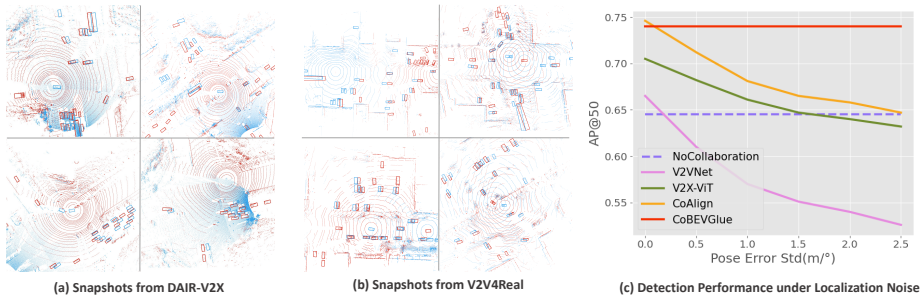 0.75
0.70
0.65
0.60
0.55
AP@50
NoCollaboration
V2VNet
V2X-ViT
CoAlign
CoBEVGlue
0.0 0.5 1.0 1.5 2.0 2.5
Pose Error Std(m/°)
(a) Snapshots from DAIR-V2X
(b) Snapshots from V2V4Real
(c) Detection Performance under Localization Noise